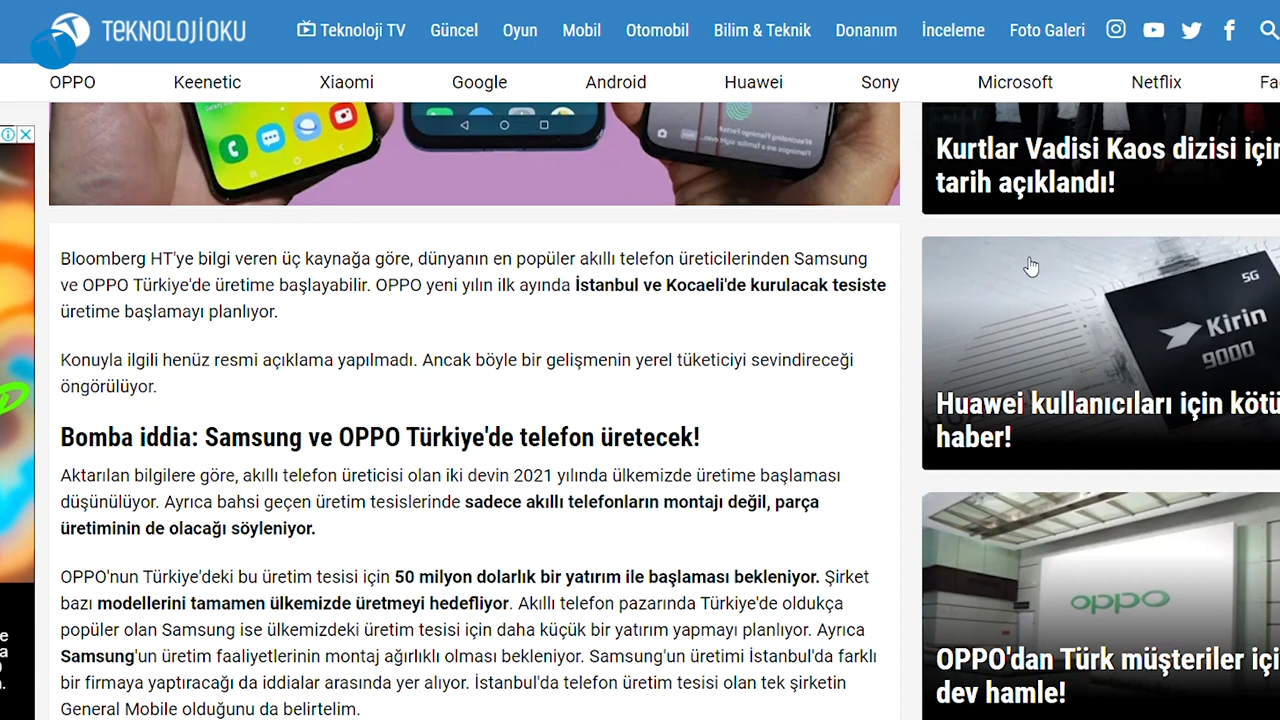 TEKNOLOJİOKU
Teknoloji TV Güncel Oyun Mobil Otomobil Bilim & Teknik Donanım İnceleme Foto Galeri
OPPO Keenetic Xiaomi Google Android Huawei Sony Microsoft Netflix Fa
Bloomberg HT'ye bilgi veren üç kaynağa göre, dünyanın en popüler akıllı telefon üreticilerinden Samsung
ve OPPO Türkiye'de üretime başlayabilir. OPPO yeni yılın ilk ayında İstanbul ve Kocaeli'de kurulacak tesiste
üretime başlamayı planlıyor.
Konuyla ilgili henüz resmi açıklama yapılmadı. Ancak böyle bir gelişmenin yerel tüketiciyi sevindireceği
öngörülüyor.
Bomba iddia: Samsung ve OPPO Türkiye'de telefon üretecek!
Aktarılan bilgilere göre, akıllı telefon üreticisi olan iki devin 2021 yılında ülkemizde üretime başlaması
düşünülüyor. Ayrıca bahsi geçen üretim tesislerinde sadece akıllı telefonların montajı değil, parça
üretiminin de olacağı söyleniyor.
OPPO'nun Türkiye'deki bu üretim tesisi için 50 milyon dolarlık bir yatırım ile başlaması bekleniyor. Şirket
bazı modellerini tamamen ülkemizde üretmeyi hedefliyor. Akıllı telefon pazarında Türkiye'de oldukça
popüler olan Samsung ise ülkemizdeki üretim tesisi için daha küçük bir yatırım yapmayı planlıyor. Ayrıca
Samsung'un üretim faaliyetlerinin montaj ağırlıklı olması bekleniyor. Samsung'un üretimi İstanbul'da farklı
bir firmaya yaptıracağı da iddialar arasında yer alıyor. İstanbul'da telefon üretim tesisi olan tek şirketin
General Mobile olduğunu da belirtelim.
Kurtlar Vadisi Kaos dizisi için
tarih açıklandı!
5G
Kirin
9000
Huawei kullanıcıları için kötü
haber!
oppo
OPPO'dan Türk müşteriler içi
dev hamle!